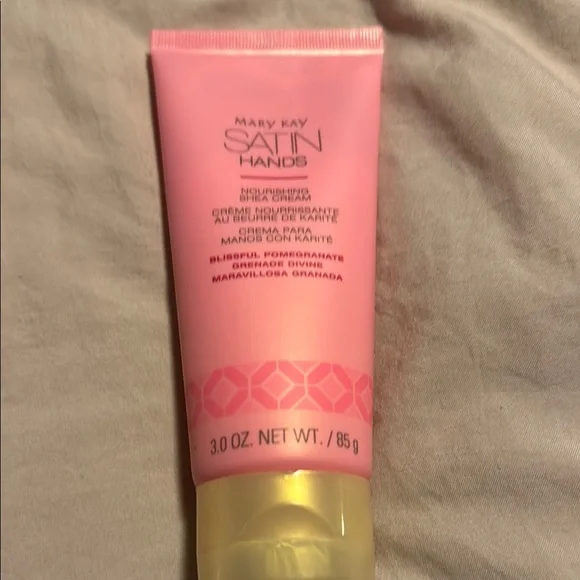 MARY KAY
SATIN
HANDS
NOURISHING
SHEA CREAM
CRÈME NOURRISSANTE
AU BEURRE DE KARITÉ
CREMA PARA
MANOS CON KARITÉ
BLISSFUL POMEGRANATE
GRENADE DIVINE
MARAVILLOSA GRANADA
3.0 OZ. NET WT. / 85 g